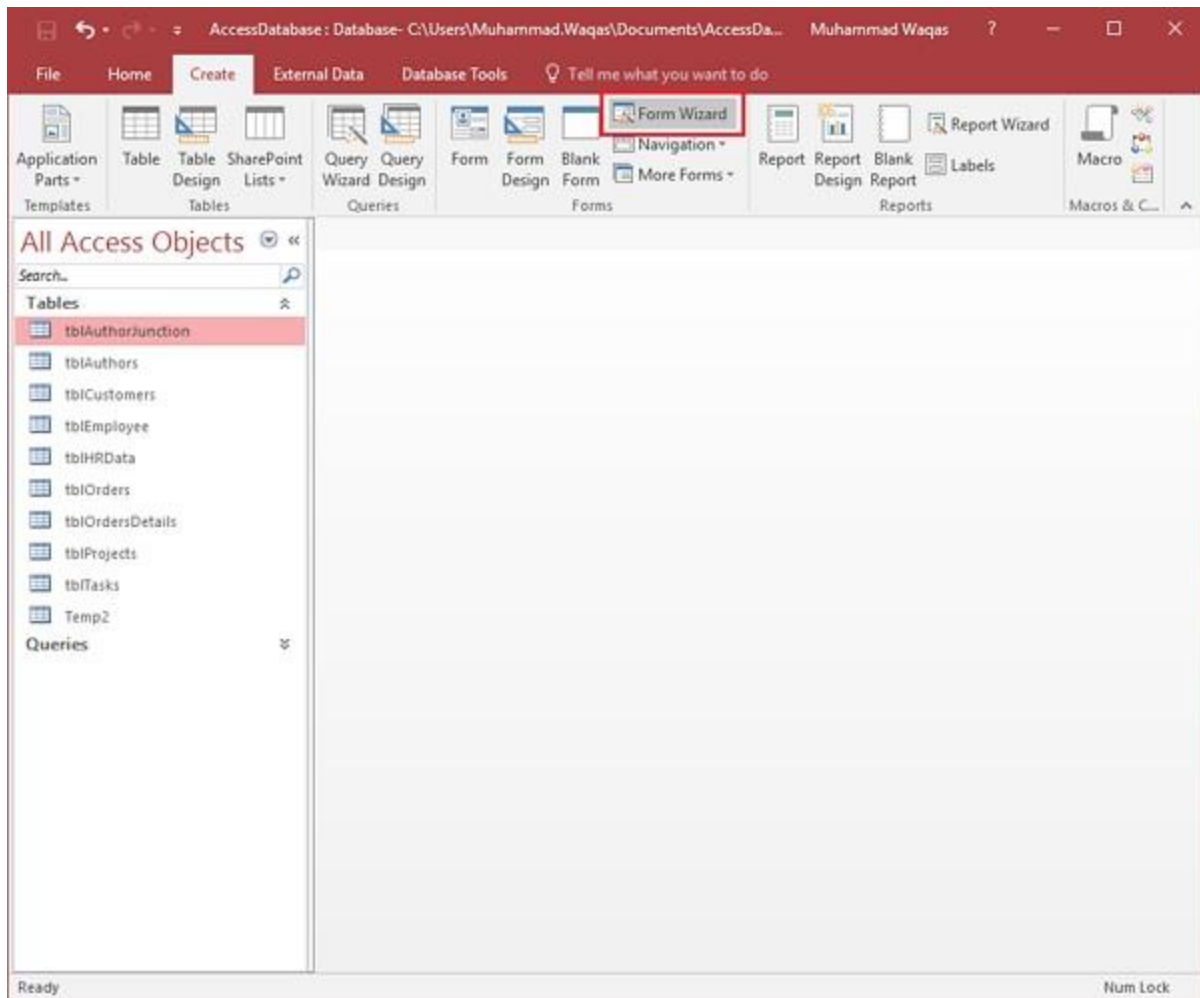 AccessDatabase : Database- C:\Users\Muhammad.Waqas\Documents\AccessDa... Muhammad Waqas ?
File Home Create External Data Database Tools Tell me what you want to do
Application Parts
Table
Table Design
SharePoint Lists
Query Wizard
Query Design
Form
Form Design
Blank Form
Form Wizard
Navigation
More Forms
Report
Report Design
Blank Report
Report Wizard
Labels
Macro
Templates Tables Queries Forms Reports Macros & C...
All Access Objects «
Search...
Tables
tblAuthorJunction
tblAuthors
tblCustomers
tblEmployee
tblHRData
tblOrders
tblOrdersDetails
tblProjects
tblTasks
Temp2
Queries
Ready Num Lock